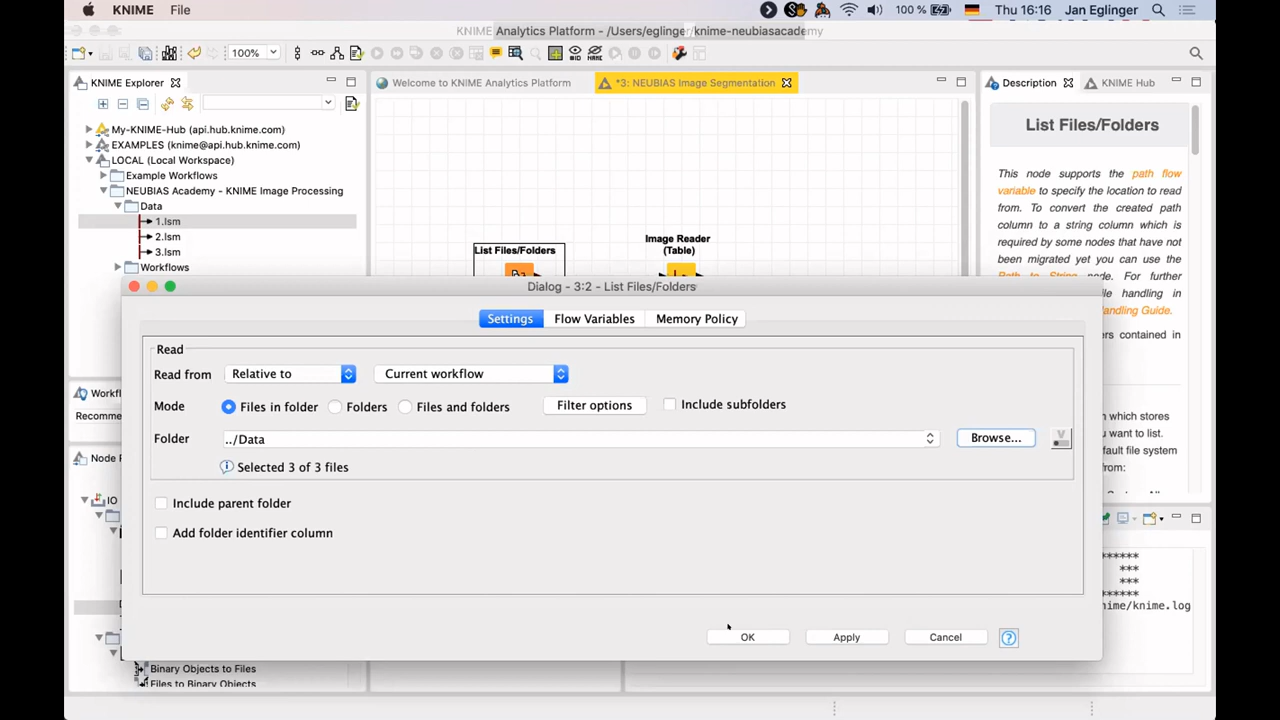 KNIME File 100 % Thu 16:16 Jan Eglinger
KNIME Analytics Platform - /Users/eglinger/knime-neubiasacademy
100%
KNIME Explorer
Welcome to KNIME Analytics Platform
*3: NEUBIAS Image Segmentation
Description
KNIME Hub
My-KNIME-Hub (api.hub.knime.com)
EXAMPLES (knime@api.hub.knime.com)
LOCAL (Local Workspace)
Example Workflows
NEUBIAS Academy - KNIME Image Processing
Data
1.lsm
2.lsm
3.lsm
Workflows
List Files/Folders
Image Reader
(Table)
List Files/Folders
This node supports the path flow
variable to specify the location to read
from. To convert the created path
column to a string column which is
required by some nodes that have not
been migrated yet you can use the
Path to String node. For further
handling in
Handling Guide.
contained in
Dialog - 3:2 - List Files/Folders
Settings
Flow Variables
Memory Policy
Read
Read from Relative to Current workflow
Mode Files in folder Folders Files and folders Filter options Include subfolders
Folder ../Data Browse...
Selected 3 of 3 files
Include parent folder
Add folder identifier column
OK Apply Cancel ?
Workfl
Recomme
Node
IO
Binary Objects to Files
Files to Binary Objects
which stores
want to list.
default file system
from:
******
***
***
******
nime/knime.log